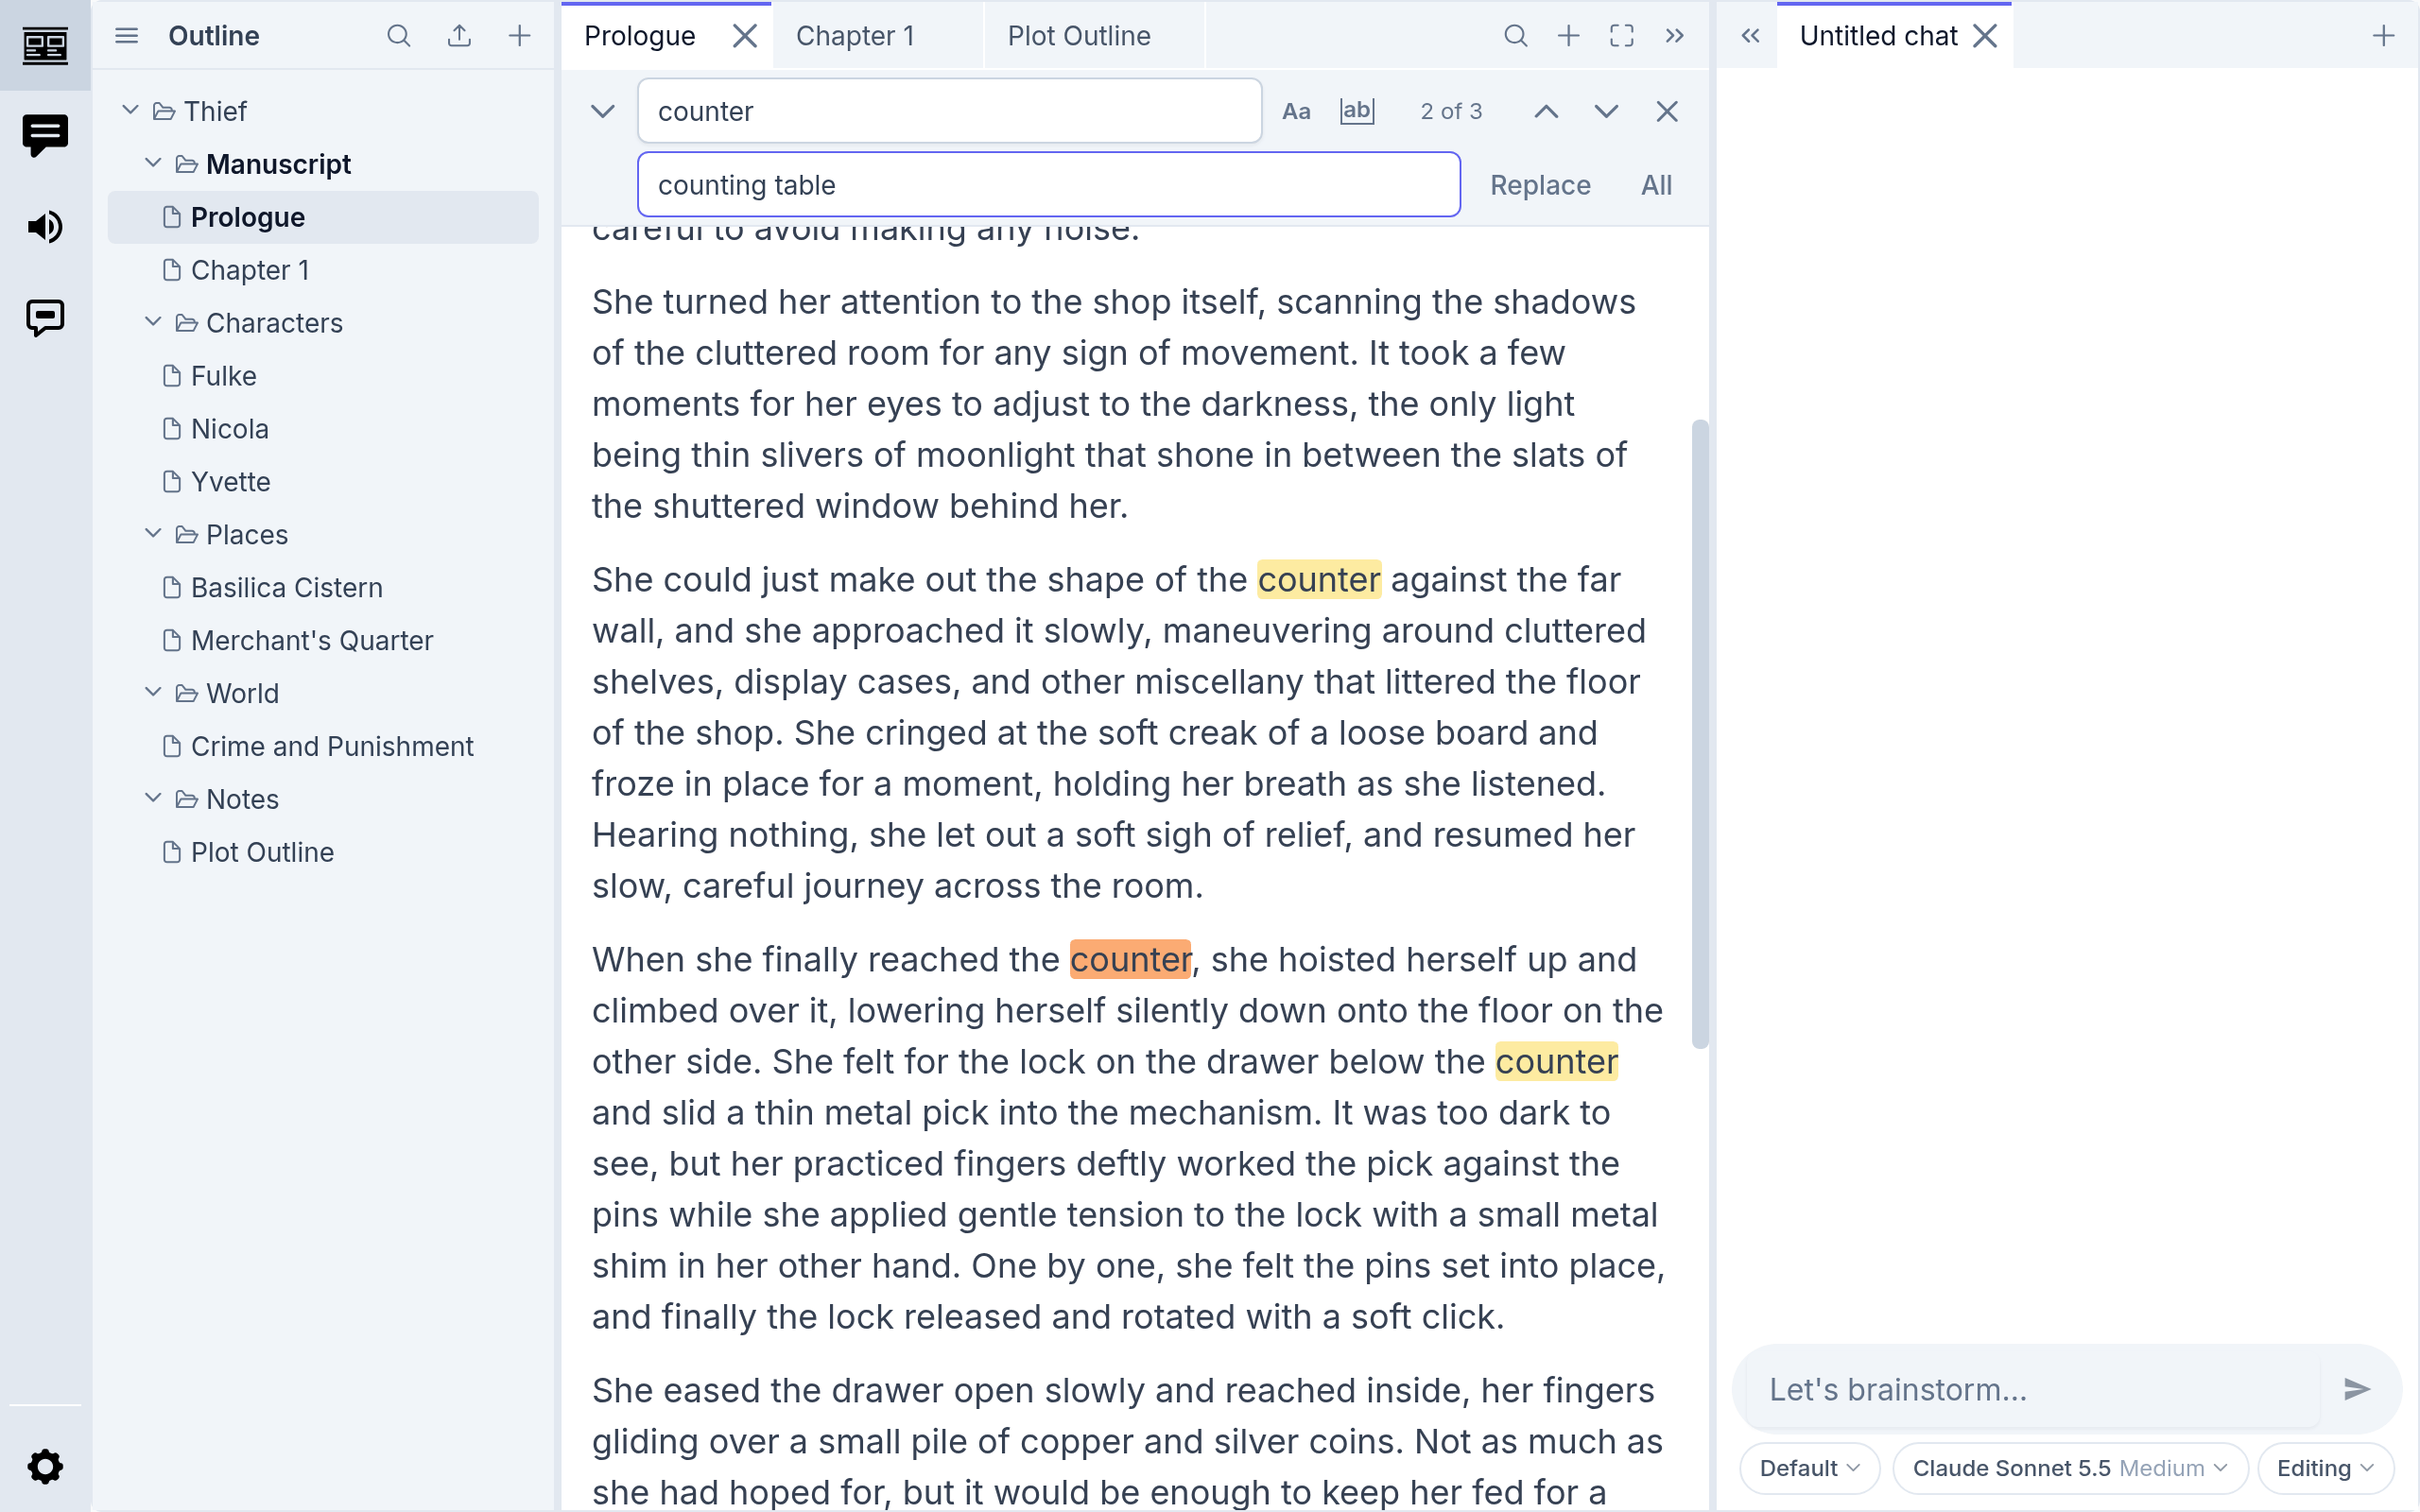 Outline
Thief
Manuscript
Prologue
Chapter 1
Characters
Fulke
Nicola
Yvette
Places
Basilica Cistern
Merchant's Quarter
World
Crime and Punishment
Notes
Plot Outline
Prologue
Chapter 1
Plot Outline
counter
Aa
ab
2 of 3
counting table
Replace
All
careful to avoid making any noise.
She turned her attention to the shop itself, scanning the shadows
of the cluttered room for any sign of movement. It took a few
moments for her eyes to adjust to the darkness, the only light
being thin slivers of moonlight that shone in between the slats of
the shuttered window behind her.
She could just make out the shape of the counter against the far
wall, and she approached it slowly, maneuvering around cluttered
shelves, display cases, and other miscellany that littered the floor
of the shop. She cringed at the soft creak of a loose board and
froze in place for a moment, holding her breath as she listened.
Hearing nothing, she let out a soft sigh of relief, and resumed her
slow, careful journey across the room.
When she finally reached the counter, she hoisted herself up and
climbed over it, lowering herself silently down onto the floor on the
other side. She felt for the lock on the drawer below the counter
and slid a thin metal pick into the mechanism. It was too dark to
see, but her practiced fingers deftly worked the pick against the
pins while she applied gentle tension to the lock with a small metal
shim in her other hand. One by one, she felt the pins set into place,
and finally the lock released and rotated with a soft click.
She eased the drawer open slowly and reached inside, her fingers
gliding over a small pile of copper and silver coins. Not as much as
she had hoped for, but it would be enough to keep her fed for a
Untitled chat
Let's brainstorm...
Default
Claude Sonnet 5.5 Medium
Editing